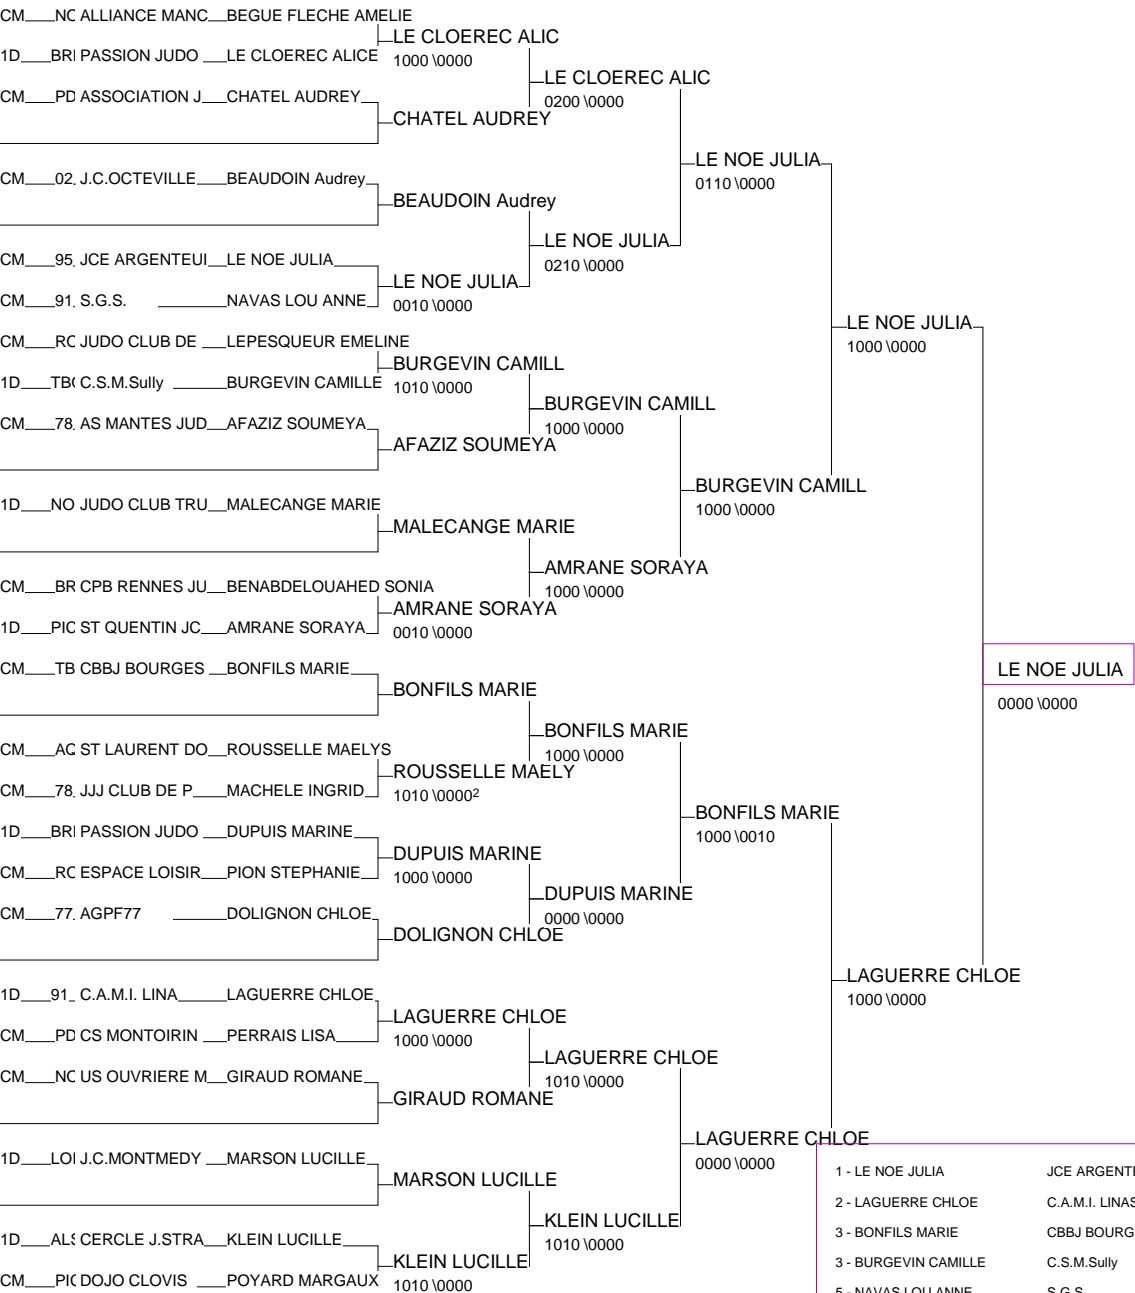 CM NC ALLIANCE MANC BEGUE FLECHE AMELIE
LE CLOEREC ALIC
1D BRI PASSION JUDO LE CLOEREC ALICE 1000 \0000
LE CLOEREC ALIC
CM PD ASSOCIATION J CHATEL AUDREY 0200 \0000
CHATEL AUDREY
LE NOE JULIA
CM 02 J.C.OCTEVILLE BEAUDOIN Audrey 0110 \0000
BEAUDOIN Audrey
LE NOE JULIA
CM 95 JCE ARGENTEUI LE NOE JULIA 0210 \0000
LE NOE JULIA
CM 91 S.G.S. NAVAS LOU ANNE 0010 \0000
LE NOE JULIA
CM RO JUDO CLUB DE LEPESQUEUR EMELINE 1000 \0000
BURGEVIN CAMILL
1D TB( C.S.M.Sully BURGEVIN CAMILLE 1010 \0000
BURGEVIN CAMILL
CM 78 AS MANTES JUD AFAZIZ SOUMEYA 1000 \0000
AFAZIZ SOUMEYA
BURGEVIN CAMILL
1D NO JUDO CLUB TRU MALECANGE MARIE 1000 \0000
MALECANGE MARIE
AMRANE SORAYA
CM BR CPB RENNES JU BENABDELOUAHED SONIA 1000 \0000
AMRANE SORAYA
1D PIC ST QUENTIN JC AMRANE SORAYA 0010 \0000
CM TB CBBJ BOURGES BONFILS MARIE LE NOE JULIA
BONFILS MARIE 0000 \0000
BONFILS MARIE
CM AQ ST LAURENT DO ROUSSELLE MAELYS 1000 \0000
ROUSSELLE MAELY
CM 78 JJJ CLUB DE P MACHELE INGRID 1010 \0000²
BONFILS MARIE
1D BRI PASSION JUDO DUPUIS MARINE 1000 \0010
DUPUIS MARINE
CM RO ESPACE LOISIR PION STEPHANIE 1000 \0000
DUPUIS MARINE
CM 77 AGPF77 DOLIGNON CHLOE 0000 \0000
DOLIGNON CHLOE
LAGUERRE CHLOE
1D 91 C.A.M.I. LINA LAGUERRE CHLOE 1000 \0000
LAGUERRE CHLOE
CM PD CS MONTOIRIN PERRAIS LISA 1000 \0000
LAGUERRE CHLOE
CM NC US OUVRIERE M GIRAUD ROMANE 1010 \0000
GIRAUD ROMANE
LAGUERRE CHLOE
1D LOI J.C.MONTMEDY MARSON LUCILLE 0000 \0000
1 - LE NOE JULIA JCE ARGENTE
MARSON LUCILLE
2 - LAGUERRE CHLOE C.A.M.I. LINAS
KLEIN LUCILLE
3 - BONFILS MARIE CBBJ BOURG
1D ALS CERCLE J.STRA KLEIN LUCILLE 1010 \0000
KLEIN LUCILLE
3 - BURGEVIN CAMILLE C.S.M.Sully
CM PIC DOJO CLOVIS POYARD MARGAUX 1010 \0000
5 - NAVAS LOU ANNE S.G.S.